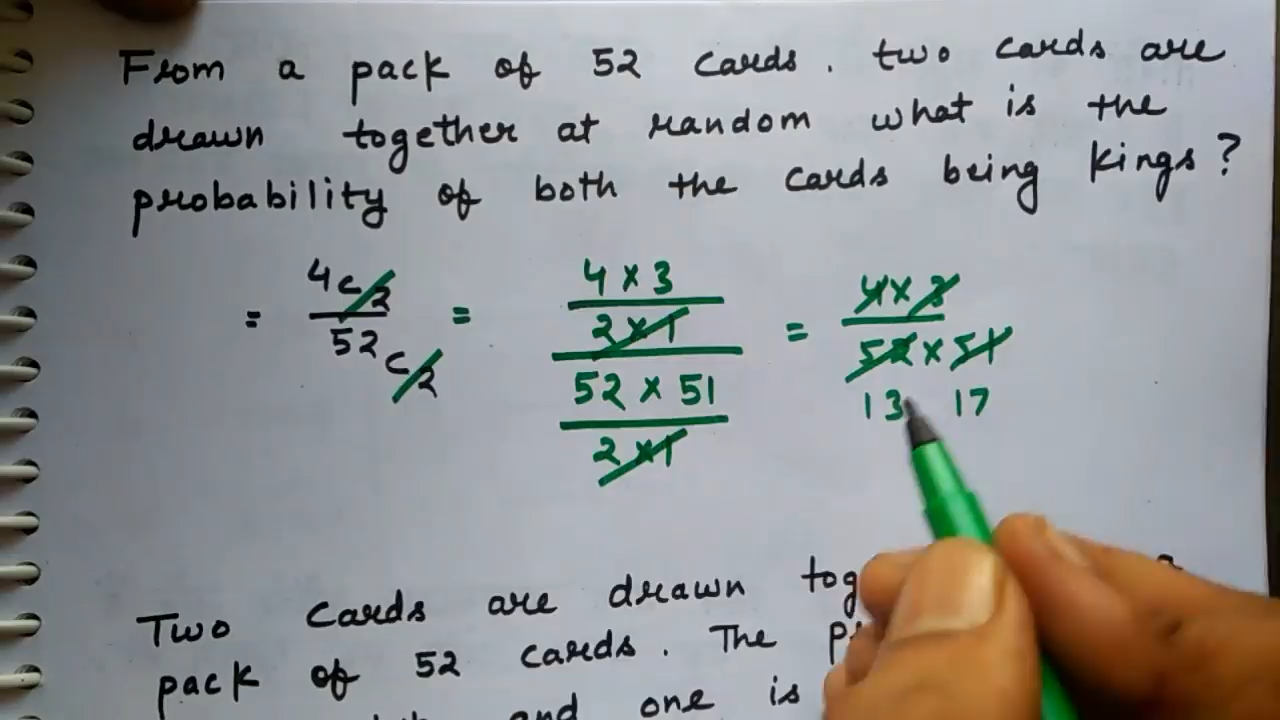 From a pack of 52 cards. two cards are
drawn together at random what is the
probability of both the cards being kings?
= 4c2 / 52c2 = (4 x 3 / 2 x 1) / (52 x 51 / 2 x 1) = 4 x 3 / 52 x 51
13 17
Two cards are drawn
pack of 52 cards. The
and one is